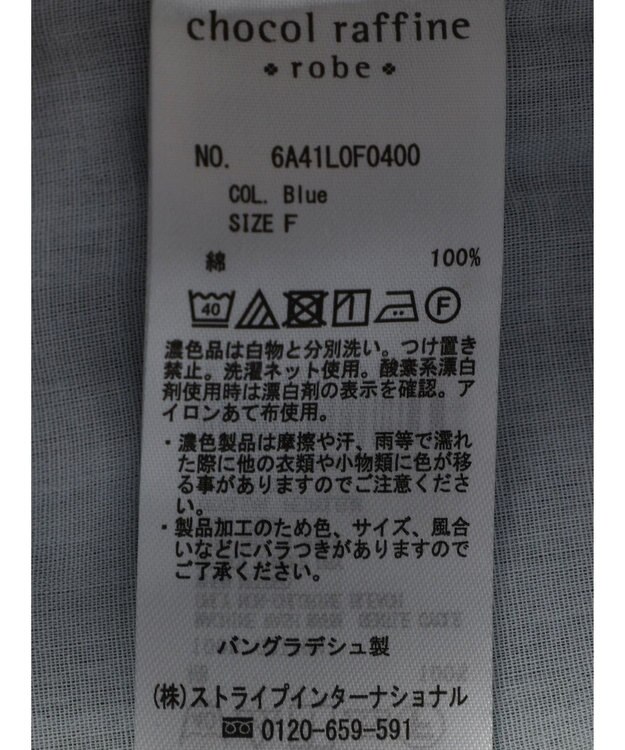 chocol raffine
robe
NO. 6A41L0F0400
COL. Blue
SIZE F
綿 100%
40 F
濃色品は白物と分別洗い。つけ置き
禁止。洗濯ネット使用。酸素系漂白
剤使用時は漂白剤の表示を確認。ア
イロンあて布使用。
・濃色製品は摩擦や汗、雨等で濡れ
た際に他の衣類や小物類に色が移
る事がありますのでご注意くださ
い。
・製品加工のため色、サイズ、風合
いなどにバラつきがありますので
ご了承ください。
バングラデシュ製
(株)ストライプインターナショナル
0120-659-591